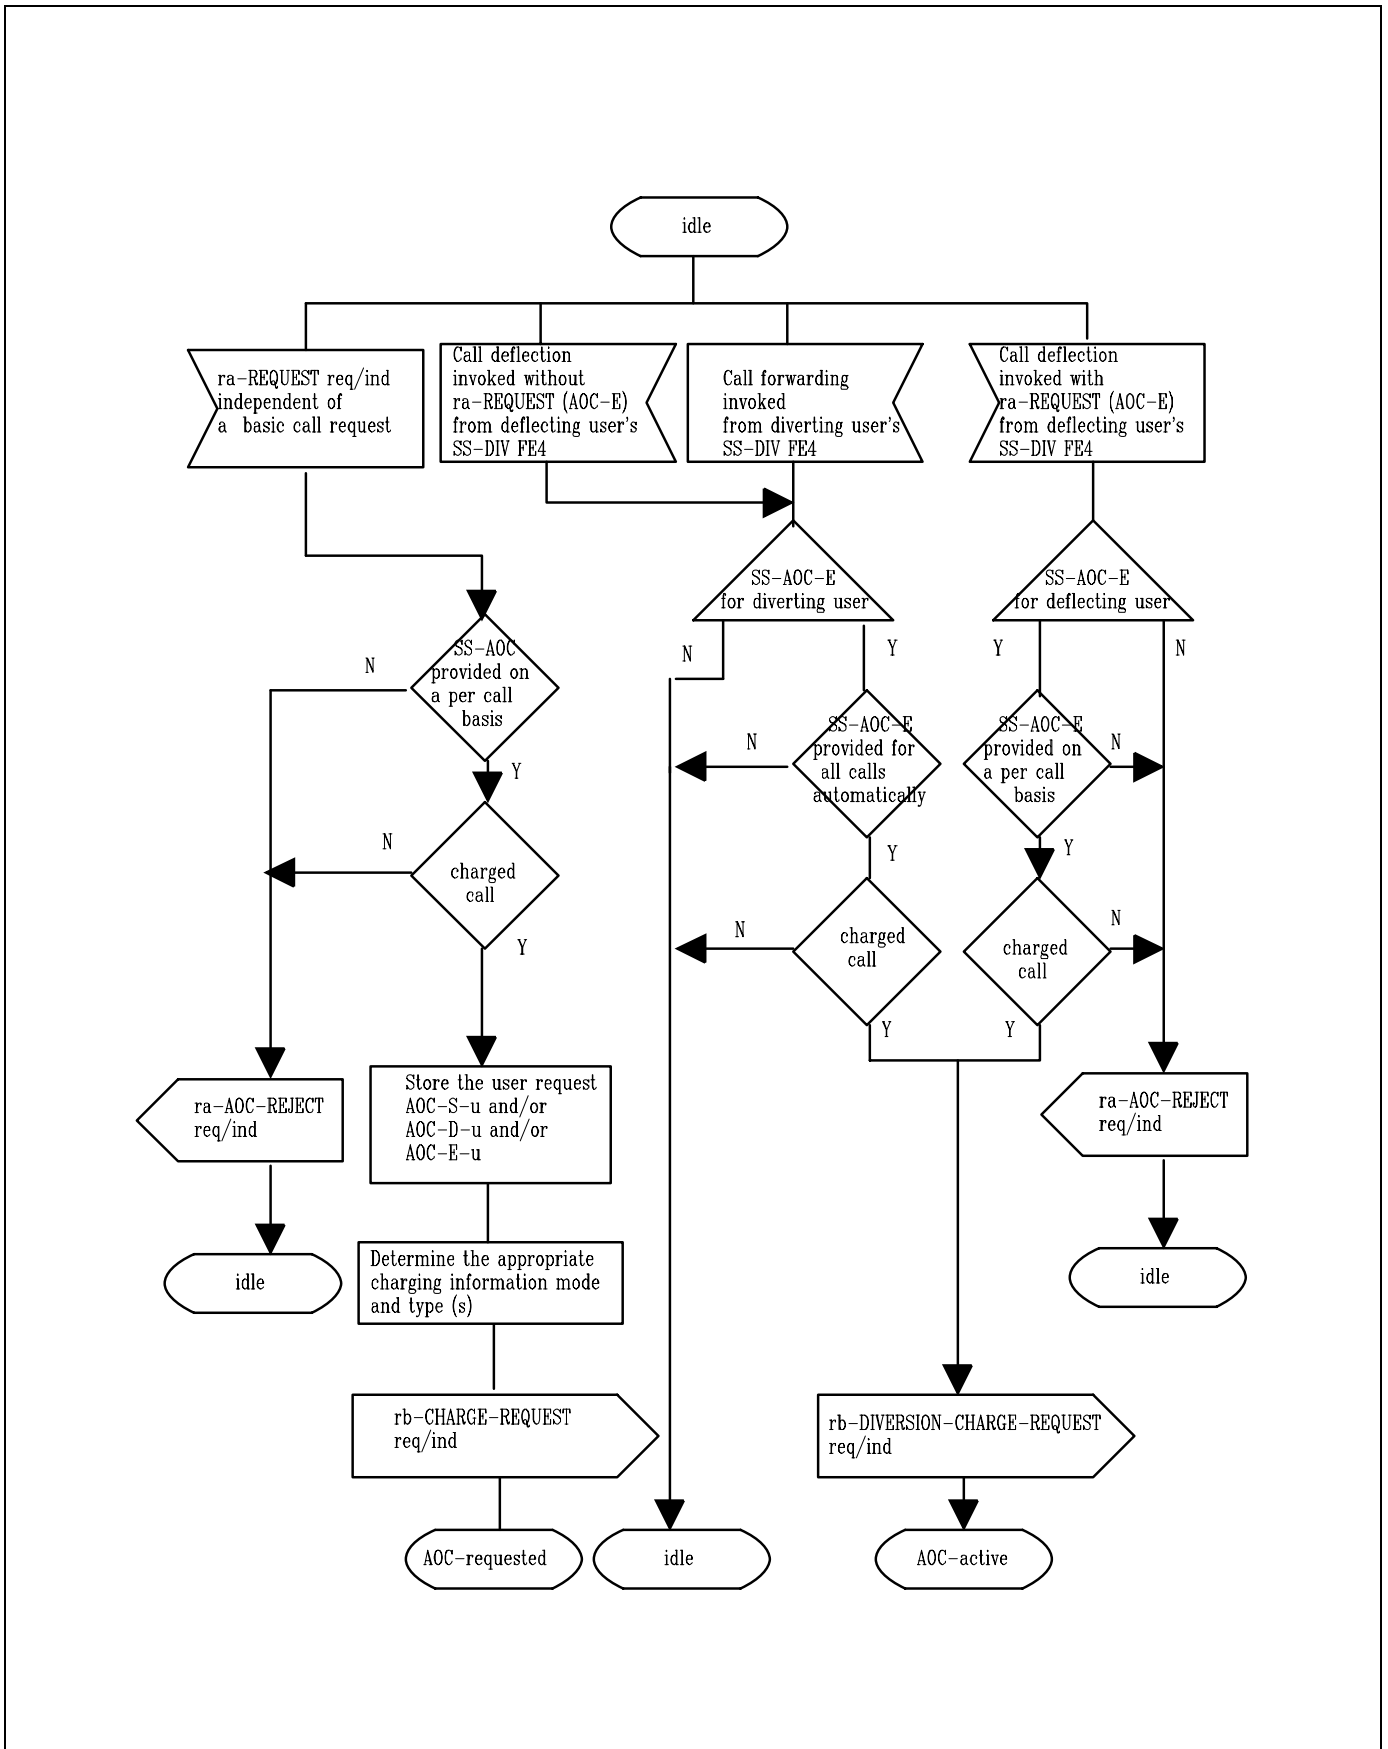 idle
ra-REQUEST req/ind
independent of
a basic call request
Call deflection
invoked without
ra-REQUEST (AOC-E)
from deflecting user's
SS-DIV FE4
Call forwarding
invoked
from diverting user's
SS-DIV FE4
Call deflection
invoked with
ra-REQUEST (AOC-E)
from deflecting user's
SS-DIV FE4
SS-AOC-E
for diverting user
SS-AOC-E
for deflecting user
N
Y
Y
N
SS-AOC
provided on
a per call
basis
N
Y
SS-AOC-E
provided for
all calls
automatically
N
Y
SS-AOC-E
provided on
a per call
basis
N
Y
charged
call
N
Y
charged
call
N
Y
charged
call
N
Y
ra-AOC-REJECT
req/ind
Store the user request
AOC-S-u and/or
AOC-D-u and/or
AOC-E-u
ra-AOC-REJECT
req/ind
idle
Determine the appropriate
charging information mode
and type (s)
idle
rb-CHARGE-REQUEST
req/ind
rb-DIVERSION-CHARGE-REQUEST
req/ind
AOC-requested
idle
AOC-active